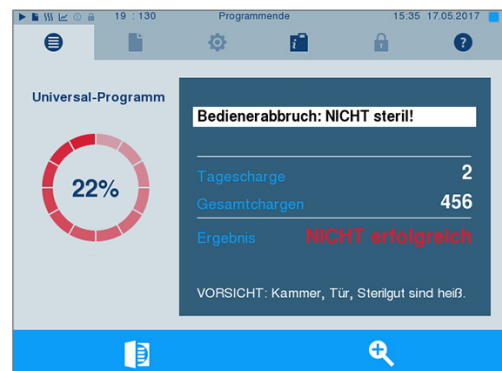 19 : 130 Programmende 15:35 17.05.2017
Universal-Programm
22%
Bedienerabbruch: NICHT steril!
Tagescharge 2
Gesamtchargen 456
Ergebnis NICHT erfolgreich
VORSICHT: Kammer, Tür, Sterilgut sind heiß.